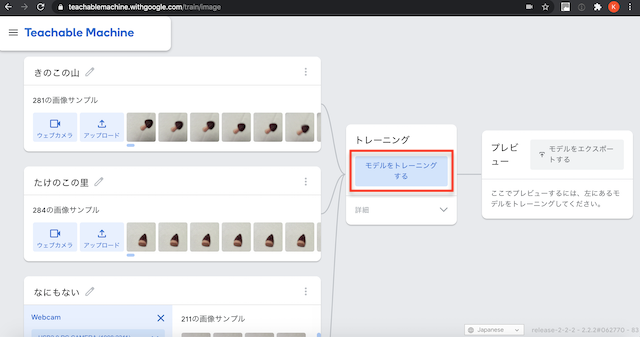 teachablemachine.withgoogle.com/train/image
K
Teachable Machine
きのこの山
281の画像サンプル
ウェブカメラ
アップロード
たけのこの里
284の画像サンプル
ウェブカメラ
アップロード
なにもない
Webcam
211の画像サンプル
トレーニング
モデルをトレーニング
する
詳細
プレビ
ュー
モデルをエクスポー
トする
ここでプレビューするには、左にあるモ
デルをトレーニングしてください。
Japanese
release-2-2-2 - 2.2.2#062770 - 83